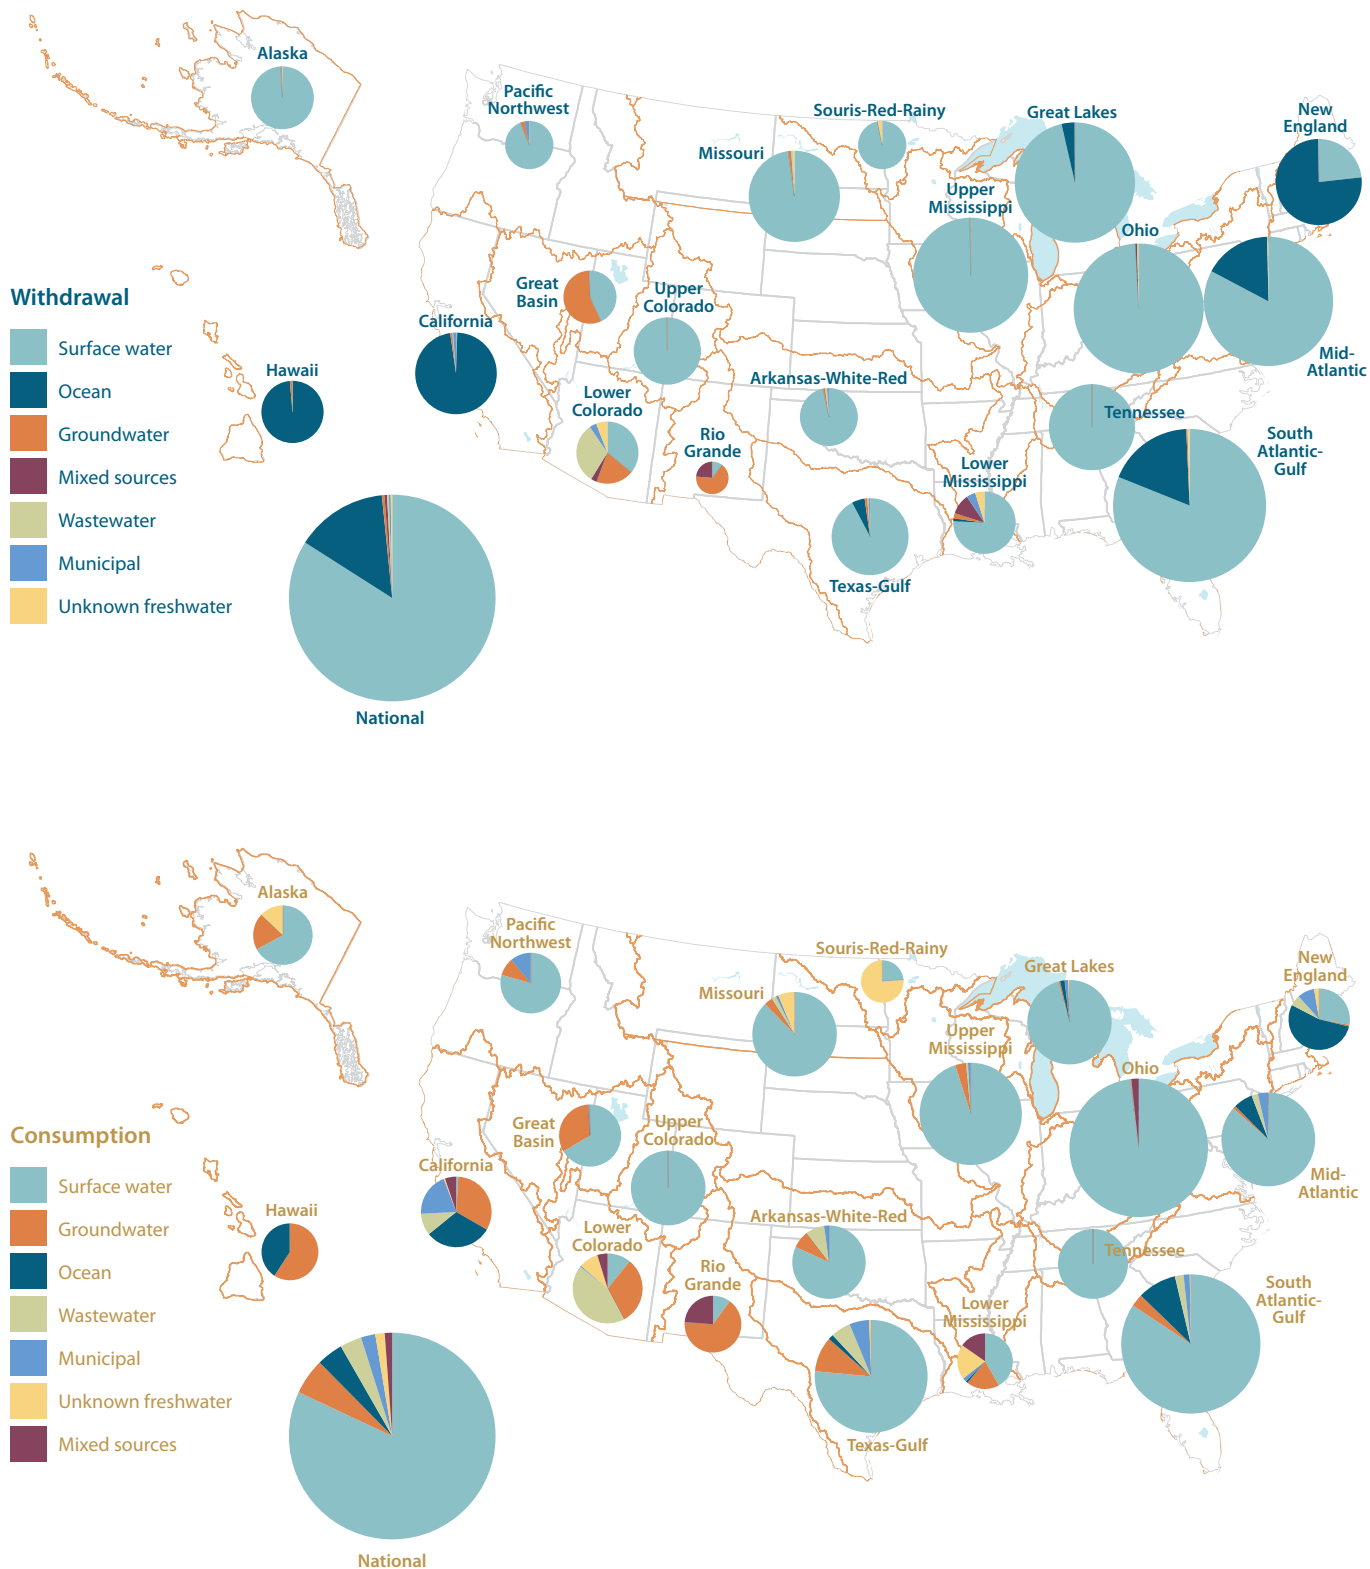 Alaska
Pacific
Northwest
Souris-Red-Rainy
Great Lakes
New
England
Missouri
Upper
Mississippi
Ohio
Great
Basin
Upper
Colorado
Withdrawal
Surface water
Ocean
Groundwater
Mixed sources
Wastewater
Municipal
Unknown freshwater
California
Hawaii
Mid-
Atlantic
Arkansas-White-Red
Lower
Colorado
Tennessee
Rio
Grande
South
Atlantic-
Gulf
Lower
Mississippi
Texas-Gulf
National
Alaska
Pacific
Northwest
Souris-Red-Rainy
Great Lakes
New
England
Missouri
Upper
Mississippi
Ohio
Great
Basin
Upper
Colorado
Consumption
Surface water
Groundwater
Ocean
Wastewater
Municipal
Unknown freshwater
Mixed sources
California
Hawaii
Mid-
Atlantic
Arkansas-White-Red
Lower
Colorado
Tennessee
Rio
Grande
South
Atlantic-
Gulf
Lower
Mississippi
Texas-Gulf
National